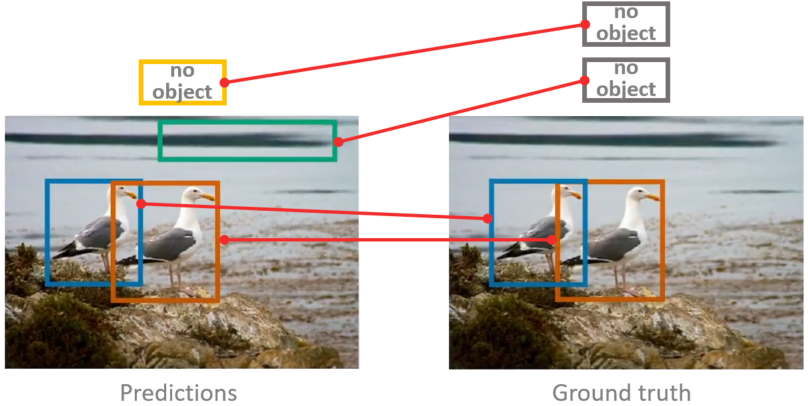 no
object
no
object
no
object
Predictions
Ground truth